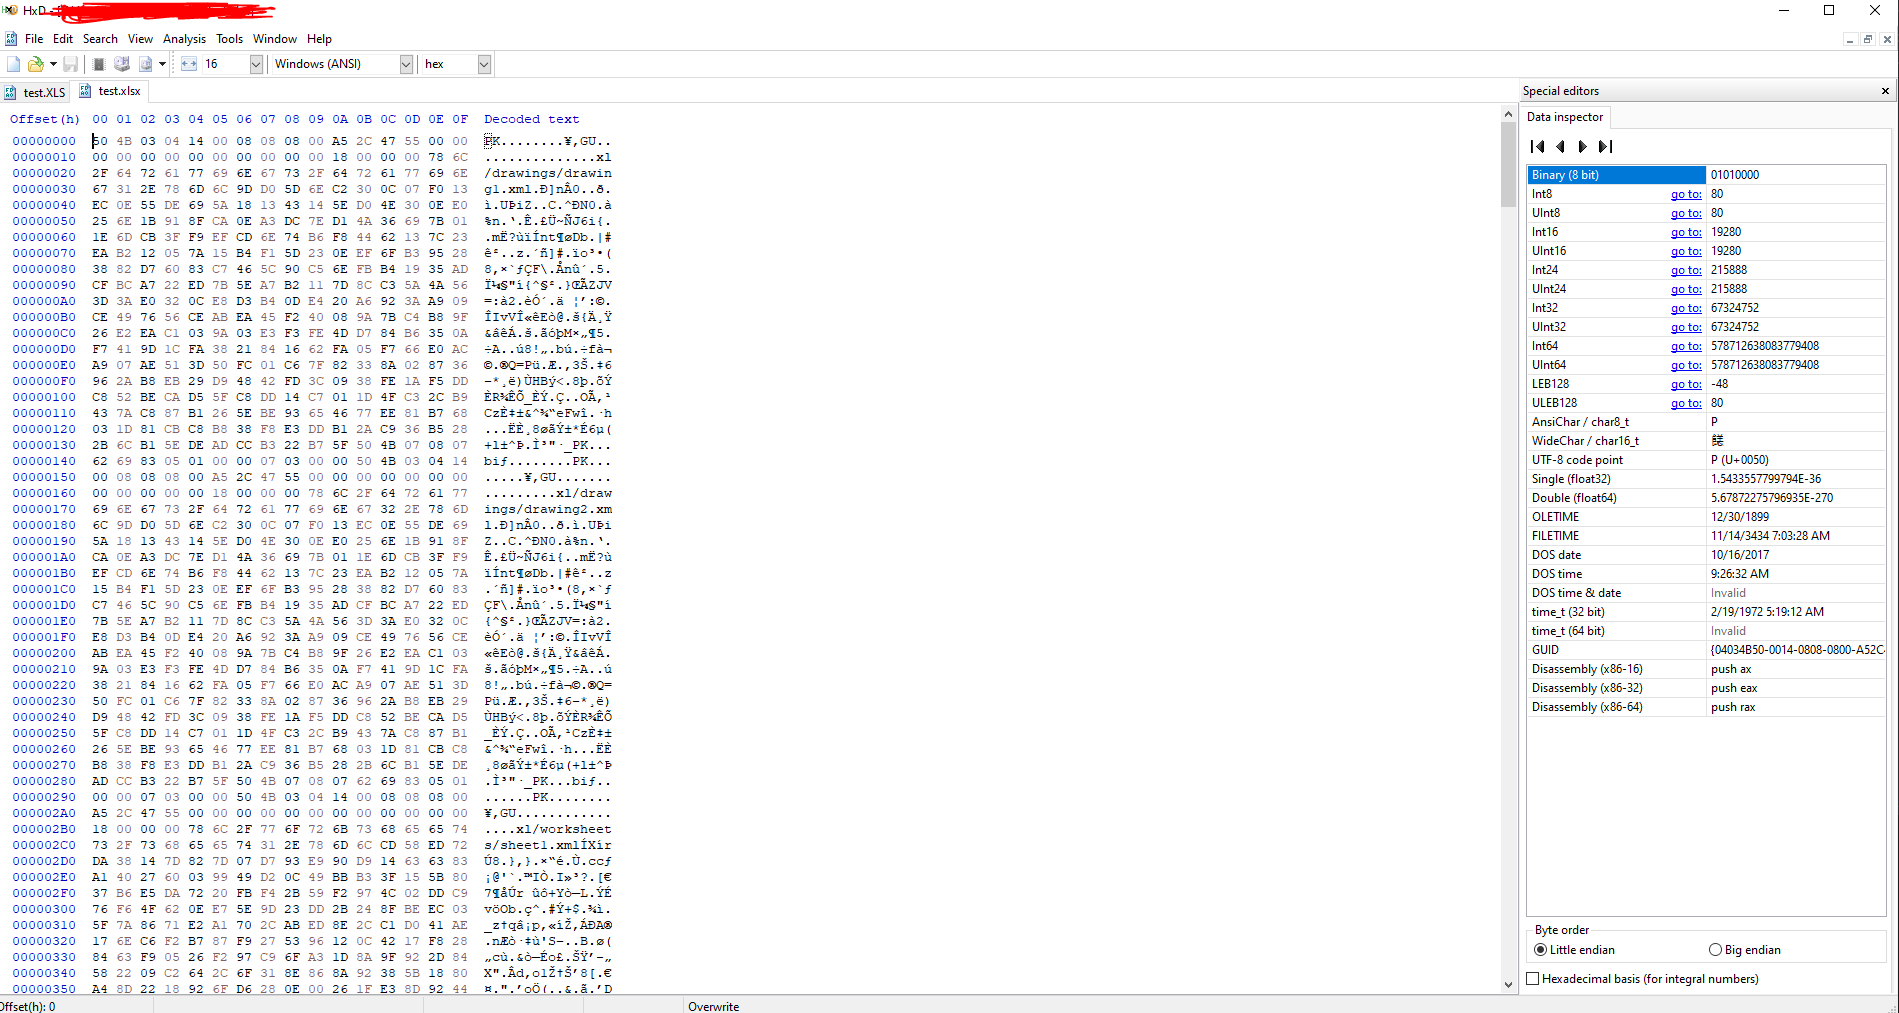 HxD -
File Edit Search View Analysis Tools Window Help
16 Windows (ANSI) hex
test.XLS test.xlsx
Offset(h) 00 01 02 03 04 05 06 07 08 09 0A 0B 0C 0D 0E 0F Decoded text
00000000 50 4B 03 04 14 00 08 08 08 00 A5 2C 47 55 00 00 PK........¥,GU..
00000010 00 00 00 00 00 00 00 00 00 00 18 00 00 00 78 6C ..............xl
00000020 2F 64 72 61 77 69 6E 67 73 2F 64 72 61 77 69 6E /drawings/drawin
00000030 67 31 2E 78 6D 6C 9D D0 5D 6E C2 30 0C 07 F0 13 g1.xml.Ð]nÂ0..ð.
00000040 EC 0E 55 DE 69 5A 18 13 43 14 5E D0 4E 30 0E E0 ì.UÞiZ..C.^ÐN0.à
00000050 25 6E 1B 91 8F CA 0E A3 DC 7E D1 4A 36 69 7B 01 %n.‘.Ê.£Ü~ÑJ6i{.
00000060 1E 6D CB 3F F9 EF CD 6E 74 B6 F8 44 62 13 7C 23 .mË?ùïÍnt¶øDb.|#
00000070 EA B2 12 05 7A 15 B4 F1 5D 23 0E EF 6F B3 95 28 ê²..z.´ñ]#.ïo³•(
00000080 38 82 D7 60 83 C7 46 5C 90 C5 6E FB B4 19 35 AD 8‚×`ƒÇF\.Ånû´.5.
00000090 CF BC A7 22 ED 7B 5E A7 B2 11 7D 8C C3 5A 4A 56 Ï¼§"í{^§².}ŒÃZJV
000000A0 3D 3A E0 32 0C E8 D3 B4 0D E4 20 A6 92 3A A9 09 =:à2.èÓ´.ä ¦’:©.
000000B0 CE 49 76 56 CE AB EA 45 F2 40 08 9A 7B C4 B8 9F ÎIvVÎ«êEò@.š{Ä¸Ÿ
000000C0 26 E2 EA C1 03 9A 03 E3 F3 FE 4D D7 84 B6 35 0A &âêÁ.š.ãóþM×„¶5.
000000D0 F7 41 9D 1C FA 38 21 84 16 62 FA 05 F7 66 E0 AC ÷A..ú8!„.bú.÷fà¬
000000E0 A9 07 AE 51 3D 50 FC 01 C6 7F 82 33 8A 02 87 36 ©.®Q=Pü.Æ.‚3Š.‡6
000000F0 96 2A B8 EB 29 D9 48 42 FD 3C 09 38 FE 1A F5 DD –*¸ë)ÙHBý<.8þ.õÝ
00000100 C8 52 BE CA D5 5F C8 DD 14 C7 01 1D 4F C3 2C B9 ÈR¾ÊÕ_ÈÝ.Ç..OÃ,¹
00000110 43 7A C8 87 B1 26 5E BE 93 65 46 77 EE 81 B7 68 CzÈ‡±&^¾“eFwî.·h
00000120 03 1D 81 CB C8 B8 38 F8 E3 DD B1 2A C9 36 B5 28 ...ËÈ¸8øãÝ±*É6µ(
00000130 2B 6C B1 5E DE AD CC B3 22 B7 5F 50 4B 07 08 07 +l±^Þ.Ì³"·_PK...
00000140 62 69 83 05 01 00 00 07 03 00 00 50 4B 03 04 14 biƒ........PK...
00000150 00 08 08 08 00 A5 2C 47 55 00 00 00 00 00 00 00 .....¥,GU.......
00000160 00 00 00 00 00 18 00 00 00 78 6C 2F 64 72 61 77 .........xl/draw
00000170 69 6E 67 73 2F 64 72 61 77 69 6E 67 32 2E 78 6D ings/drawing2.xm
00000180 6C 9D D0 5D 6E C2 30 0C 07 F0 13 EC 0E 55 DE 69 l.Ð]nÂ0..ð.ì.UÞi
00000190 5A 18 13 43 14 5E D0 4E 30 0E E0 25 6E 1B 91 8F Z..C.^ÐN0.à%n.‘.
000001A0 CA 0E A3 DC 7E D1 4A 36 69 7B 01 1E 6D CB 3F F9 Ê.£Ü~ÑJ6i{..mË?ù
000001B0 EF CD 6E 74 B6 F8 44 62 13 7C 23 EA B2 12 05 7A ïÍnt¶øDb.|#ê²..z
000001C0 15 B4 F1 5D 23 0E EF 6F B3 95 28 38 82 D7 60 83 .´ñ]#.ïo³•(8‚×`ƒ
000001D0 C7 46 5C 90 C5 6E FB B4 19 35 AD CF BC A7 22 ED ÇF\.Ånû´.5.Ï¼§"í
000001E0 7B 5E A7 B2 11 7D 8C C3 5A 4A 56 3D 3A E0 32 0C {^§².}ŒÃZJV=:à2.
000001F0 E8 D3 B4 0D E4 20 A6 92 3A A9 09 CE 49 76 56 CE èÓ´.ä ¦’:©.ÎIvVÎ
00000200 AB EA 45 F2 40 08 9A 7B C4 B8 9F 26 E2 EA C1 03 «êEò@.š{Ä¸Ÿ&âêÁ.
00000210 9A 03 E3 F3 FE 4D D7 84 B6 35 0A F7 41 9D 1C FA š.ãóþM×„¶5.÷A..ú
00000220 38 21 84 16 62 FA 05 F7 66 E0 AC A9 07 AE 51 3D 8!„.bú.÷fà¬©.®Q=
00000230 50 FC 01 C6 7F 82 33 8A 02 87 36 96 2A B8 EB 29 Pü.Æ.‚3Š.‡6–*¸ë)
00000240 D9 48 42 FD 3C 09 38 FE 1A F5 DD C8 52 BE CA D5 ÙHBý<.8þ.õÝÈR¾ÊÕ
00000250 5F C8 DD 14 C7 01 1D 4F C3 2C B9 43 7A C8 87 B1 _ÈÝ.Ç..OÃ,¹CzÈ‡±
00000260 26 5E BE 93 65 46 77 EE 81 B7 68 03 1D 81 CB C8 &^¾“eFwî.·h...ËÈ
00000270 B8 38 F8 E3 DD B1 2A C9 36 B5 28 2B 6C B1 5E DE ¸8øãÝ±*É6µ(+l±^Þ
00000280 AD CC B3 22 B7 5F 50 4B 07 08 07 62 69 83 05 01 .Ì³"·_PK...biƒ..
00000290 00 00 07 03 00 00 50 4B 03 04 14 00 08 08 08 00 ......PK........
000002A0 A5 2C 47 55 00 00 00 00 00 00 00 00 00 00 00 00 ¥,GU............
000002B0 18 00 00 00 78 6C 2F 77 6F 72 6B 73 68 65 65 74 ....xl/worksheet
000002C0 73 2F 73 68 65 65 74 31 2E 78 6D 6C CD 58 ED 72 s/sheet1.xmlÍXír
000002D0 DA 38 14 7D 82 7D 07 D7 93 E9 90 D9 14 63 63 83 Ú8.}‚}.×“é.Ù.ccƒ
000002E0 A1 40 27 60 03 99 49 D2 0C 49 BB B3 3F 15 5B 80 ¡@'`.™IÒ.I»³?.[€
000002F0 37 B6 E5 DA 72 20 FB F4 2B 59 F2 97 4C 02 DD C9 7¶åÚr ûô+Yò—L.ÝÉ
00000300 76 F6 4F 62 0E E7 5E 9D 23 DD 2B 24 8F BE EC 03 vöOb.ç^.#Ý+$.¾ì.
00000310 5F 7A 86 71 E2 A1 70 2C AB ED 8E 2C C1 D0 41 AE _z†qâ¡p,«íŽ,ÁÐA®
00000320 17 6E C6 F2 B7 87 F9 27 53 96 12 0C 42 17 F8 28 .nÆò·‡ù'S–..B.ø(
00000330 84 63 F9 05 26 F2 97 C9 6F A3 1D 8A 9F 92 2D 84 „cù.&ò—Éo£.ŠŸ’-„
00000340 58 22 09 C2 64 2C 6F 31 8E 86 8A 92 38 5B 18 80 X".Âd,o1Ž†Š’8[.€
00000350 A4 8D 22 18 92 6F D6 28 0E 00 26 1F E3 8D 92 44 ¤.".’oÖ(..&.ã.’D
Special editors
Data inspector
Binary (8 bit) 01010000
Int8 go to: 80
UInt8 go to: 80
Int16 go to: 19280
UInt16 go to: 19280
Int24 go to: 215888
UInt24 go to: 215888
Int32 go to: 67324752
UInt32 go to: 67324752
Int64 go to: 578712638083779408
UInt64 go to: 578712638083779408
LEB128 go to: -48
ULEB128 go to: 80
AnsiChar / char8_t P
WideChar / char16_t 䭐
UTF-8 code point P (U+0050)
Single (float32) 1.5433557799794E-36
Double (float64) 5.67872275796935E-270
OLETIME 12/30/1899
FILETIME 11/14/3434 7:03:28 AM
DOS date 10/16/2017
DOS time 9:26:32 AM
DOS time & date Invalid
time_t (32 bit) 2/19/1972 5:19:12 AM
time_t (64 bit) Invalid
GUID {04034B50-0014-0808-0800-A52C
Disassembly (x86-16) push ax
Disassembly (x86-32) push eax
Disassembly (x86-64) push rax
Byte order
Little endian Big endian
Hexadecimal basis (for integral numbers)
Offset(h): 0 Overwrite